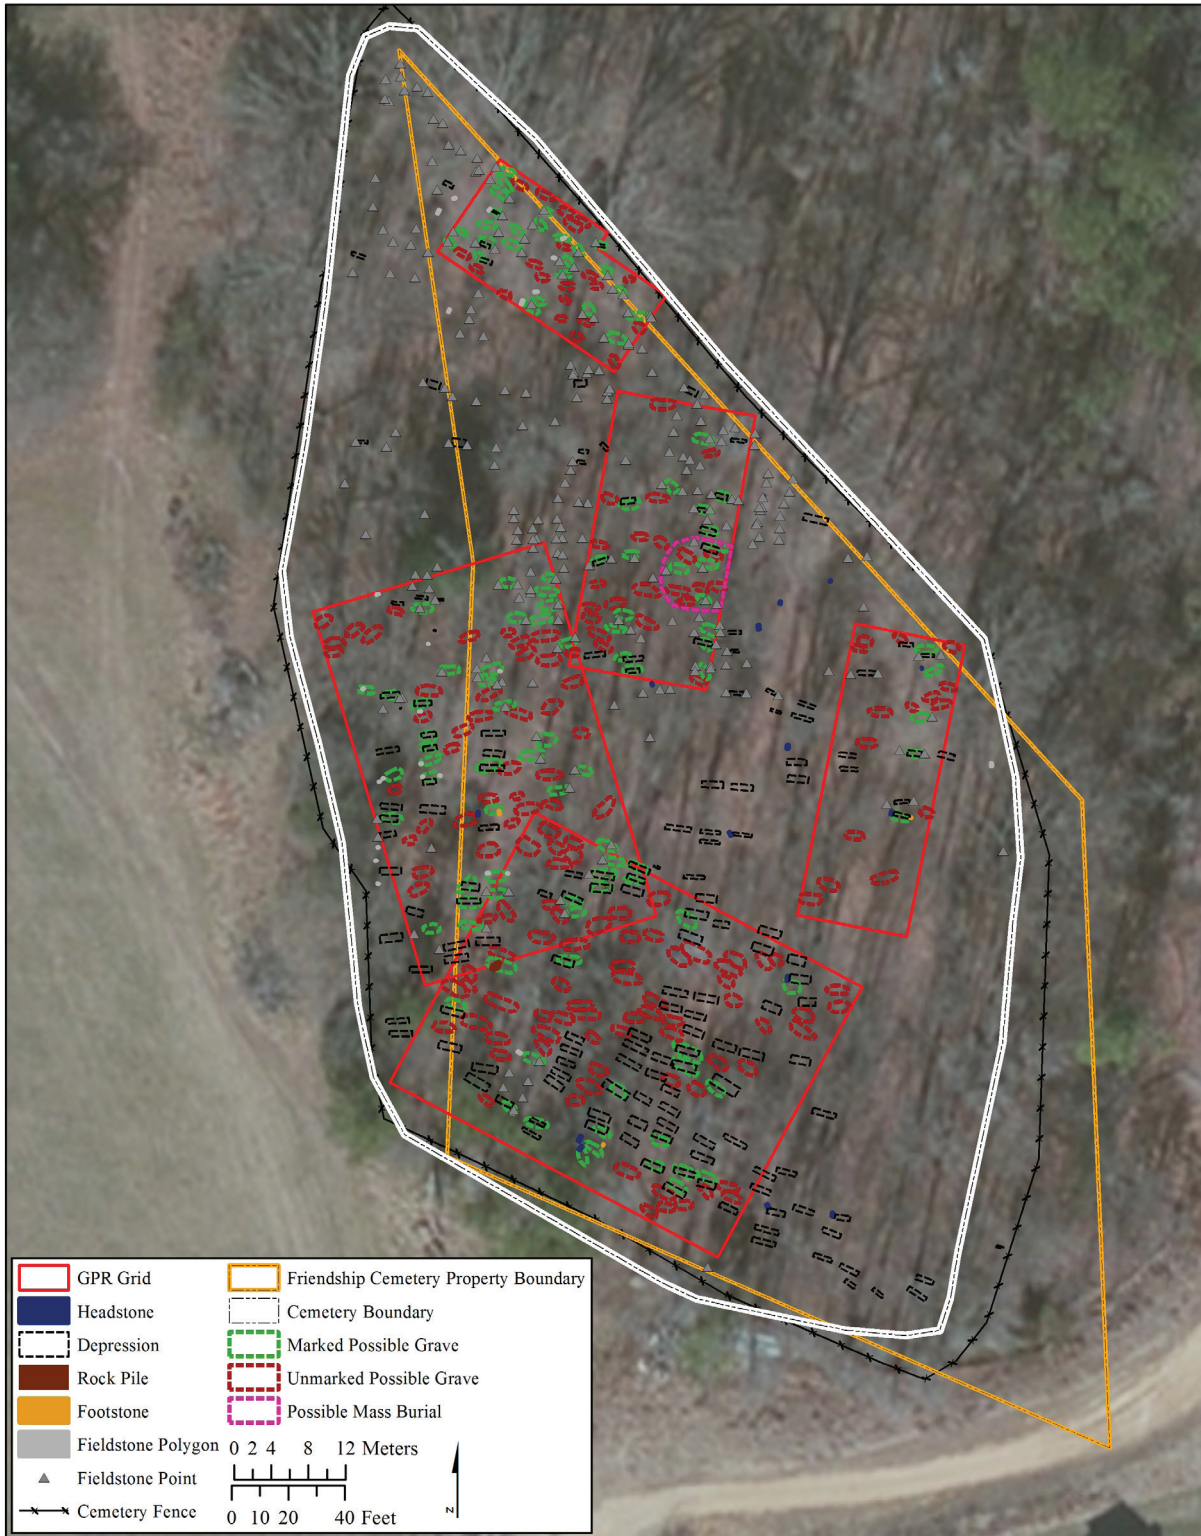 GPR Grid
Headstone
Depression
Rock Pile
Footstone
Fieldstone Polygon
Fieldstone Point
Cemetery Fence
Friendship Cemetery Property Boundary
Cemetery Boundary
Marked Possible Grave
Unmarked Possible Grave
Possible Mass Burial
0 2 4 8 12 Meters
0 10 20 40 Feet
N